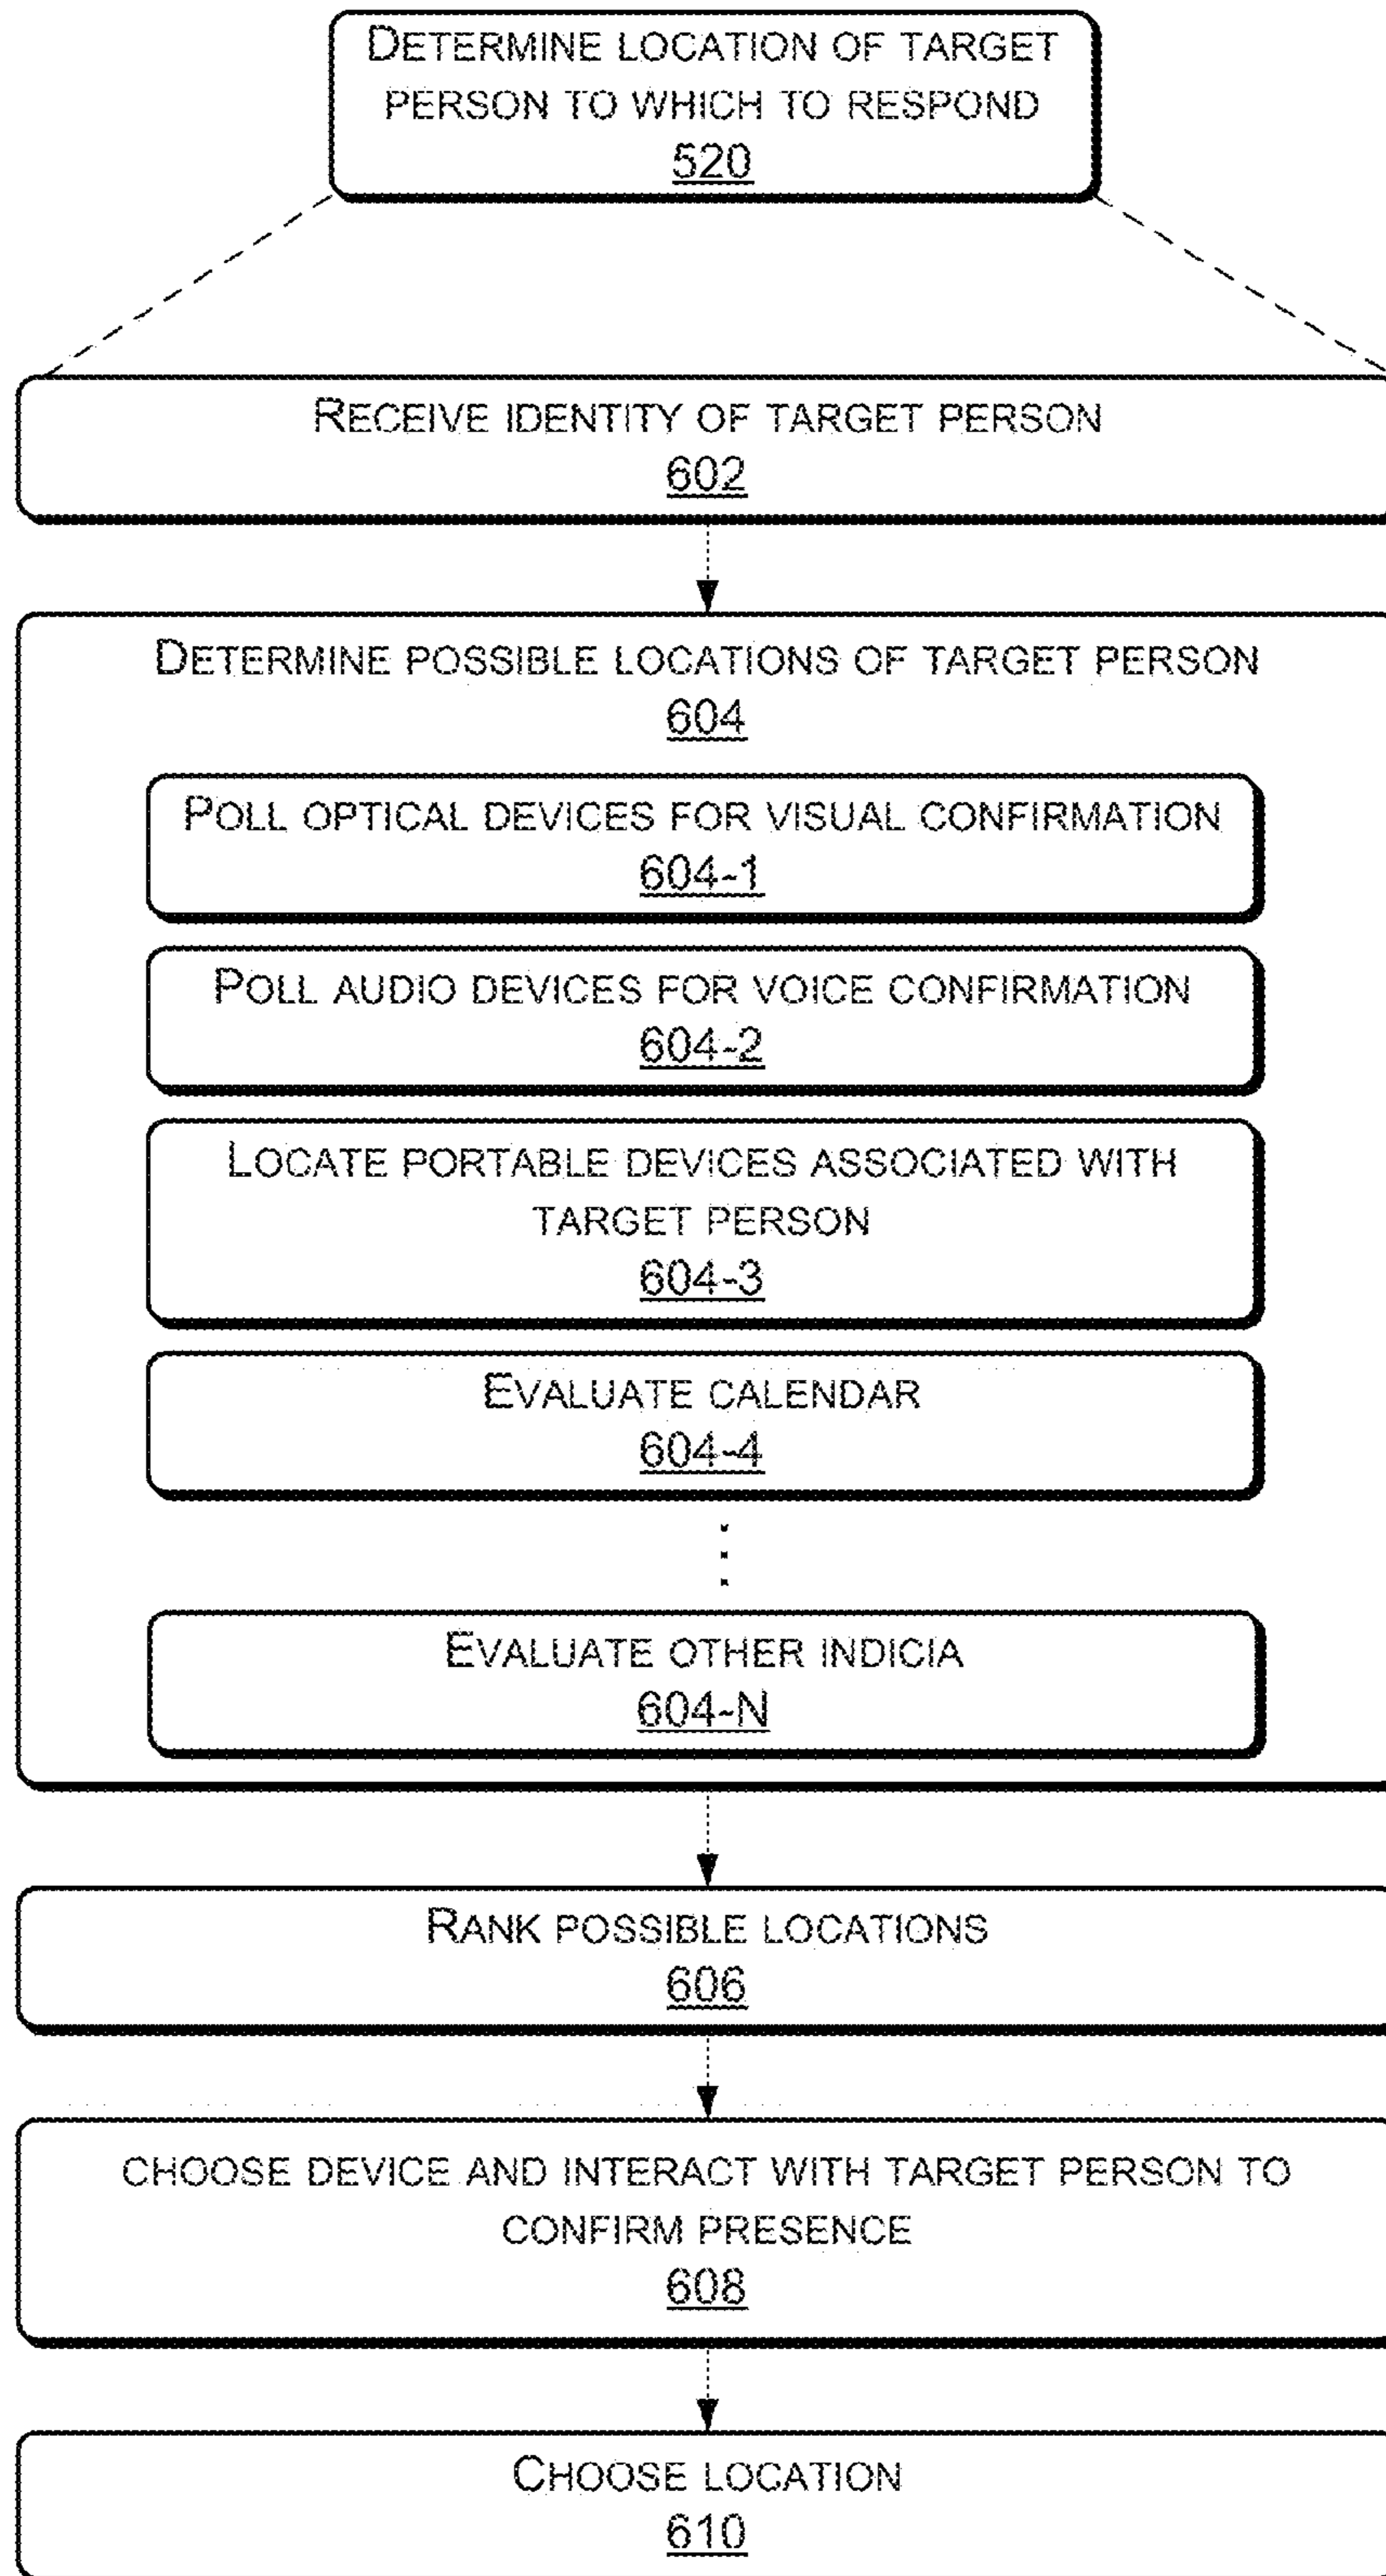 DETERMINE LOCATION OF TARGET
PERSON TO WHICH TO RESPOND
520
RECEIVE IDENTITY OF TARGET PERSON
602
DETERMINE POSSIBLE LOCATIONS OF TARGET PERSON
604
POLL OPTICAL DEVICES FOR VISUAL CONFIRMATION
604-1
POLL AUDIO DEVICES FOR VOICE CONFIRMATION
604-2
LOCATE PORTABLE DEVICES ASSOCIATED WITH
TARGET PERSON
604-3
EVALUATE CALENDAR
604-4
EVALUATE OTHER INDICIA
604-N
RANK POSSIBLE LOCATIONS
606
CHOOSE DEVICE AND INTERACT WITH TARGET PERSON TO
CONFIRM PRESENCE
608
CHOOSE LOCATION
610